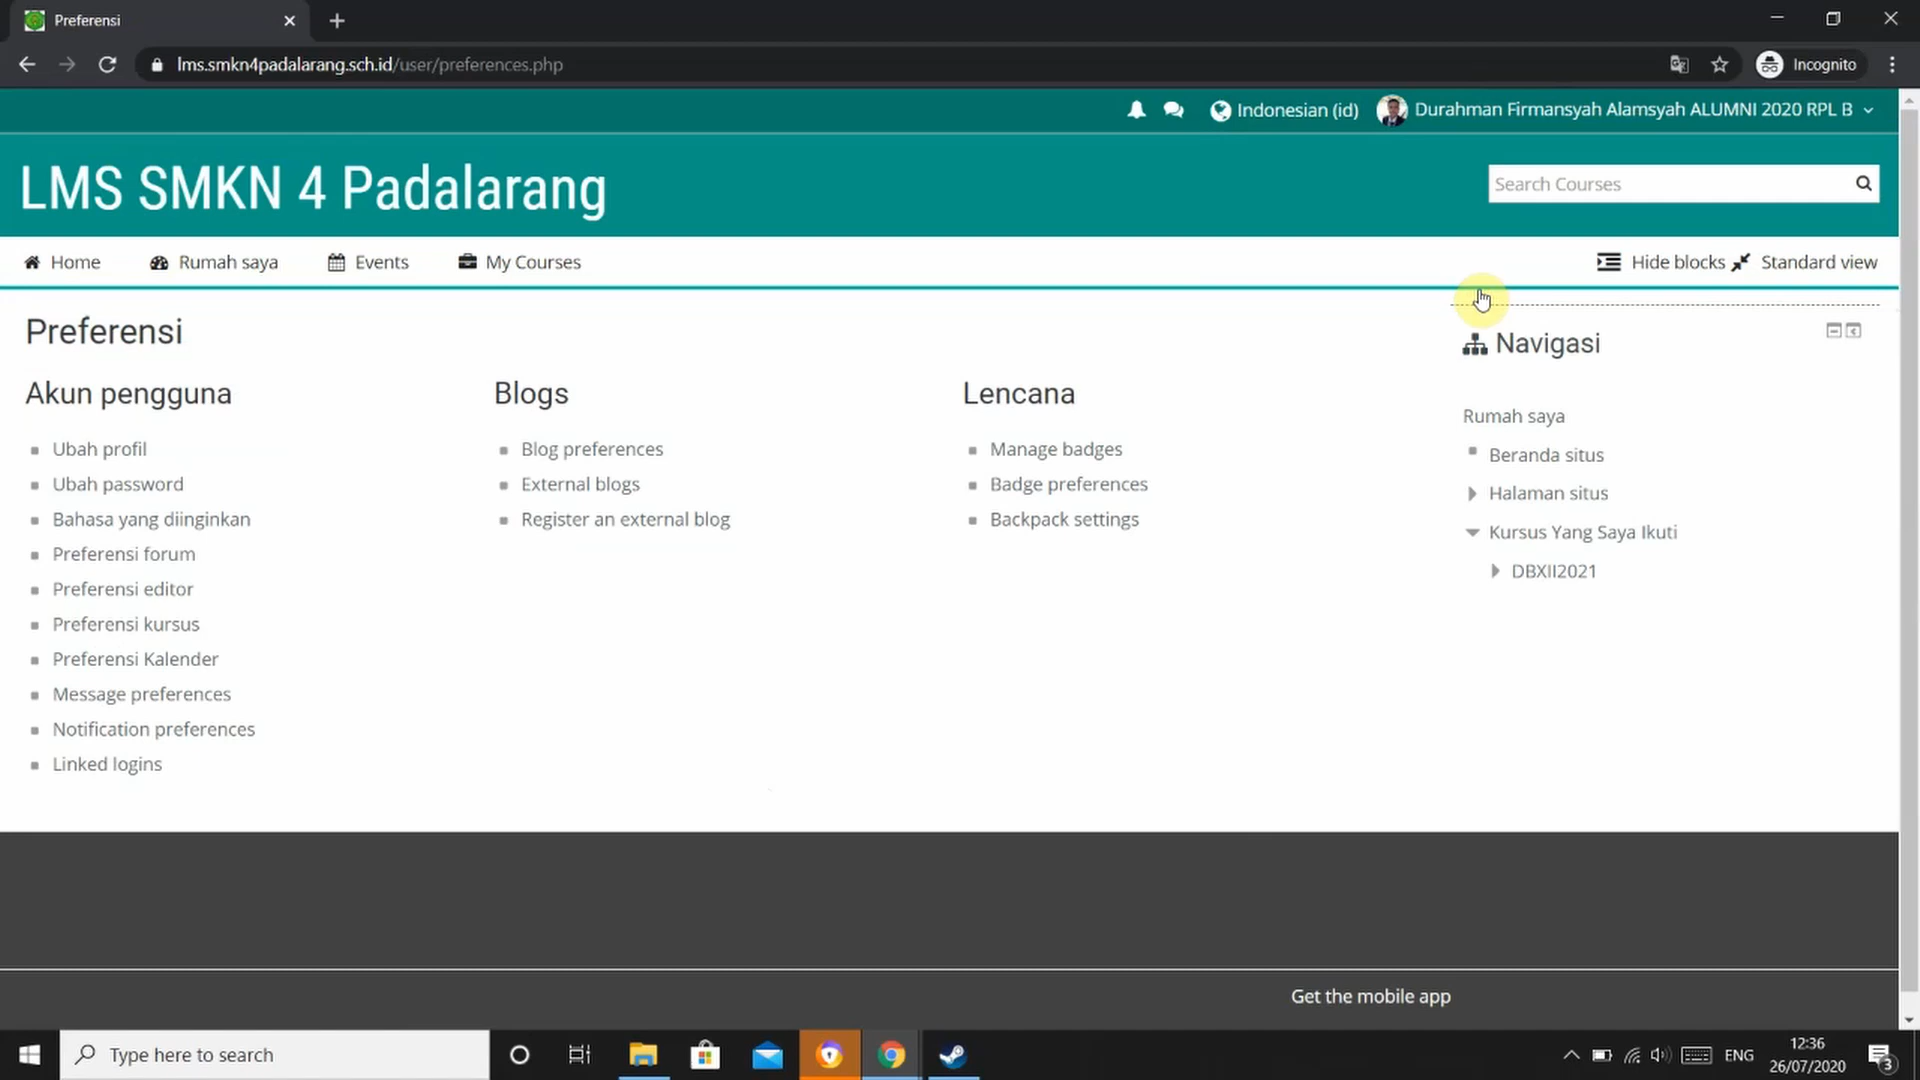 Preferensi
lms.smkn4padalarang.sch.id/user/preferences.php
Incognito
Indonesian (id)
Durahman Firmansyah Alamsyah ALUMNI 2020 RPL B
LMS SMKN 4 Padalarang
Search Courses
Home
Rumah saya
Events
My Courses
Hide blocks
Standard view
Preferensi
Akun pengguna
Ubah profil
Ubah password
Bahasa yang diinginkan
Preferensi forum
Preferensi editor
Preferensi kursus
Preferensi Kalender
Message preferences
Notification preferences
Linked logins
Blogs
Blog preferences
External blogs
Register an external blog
Lencana
Manage badges
Badge preferences
Backpack settings
Navigasi
Rumah saya
Beranda situs
Halaman situs
Kursus Yang Saya Ikuti
DBXII2021
Get the mobile app
Type here to search
ENG
12:36
26/07/2020
3